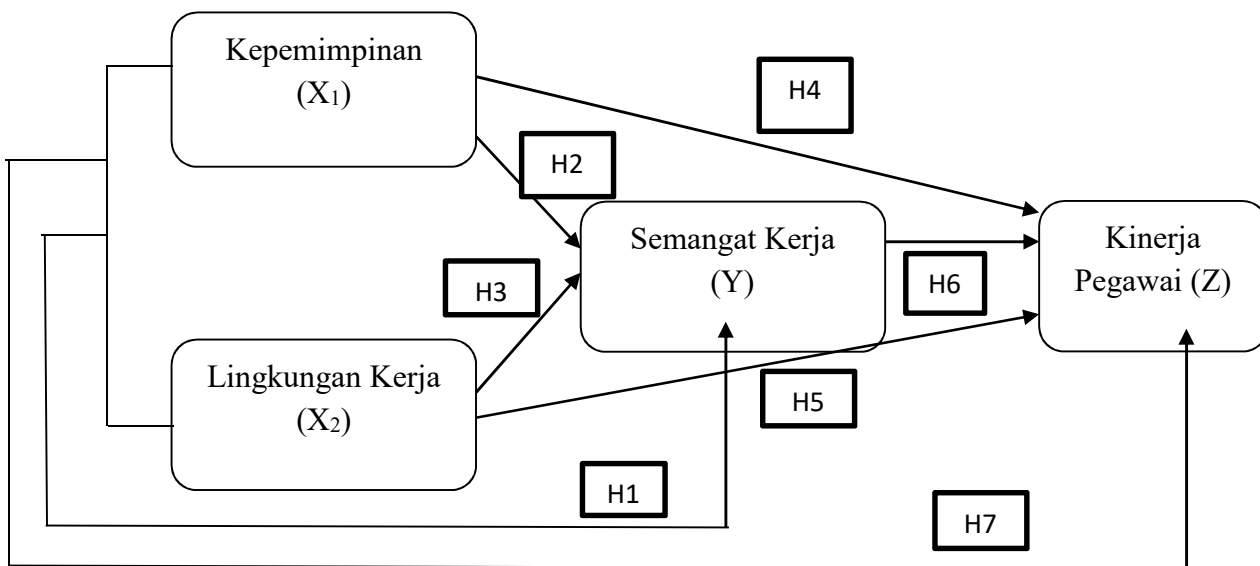 Kepemimpinan
(X₁)
H4
H2
Semangat Kerja
(Y)
Kinerja
Pegawai (Z)
H3
H6
Lingkungan Kerja
(X₂)
H5
H1
H7